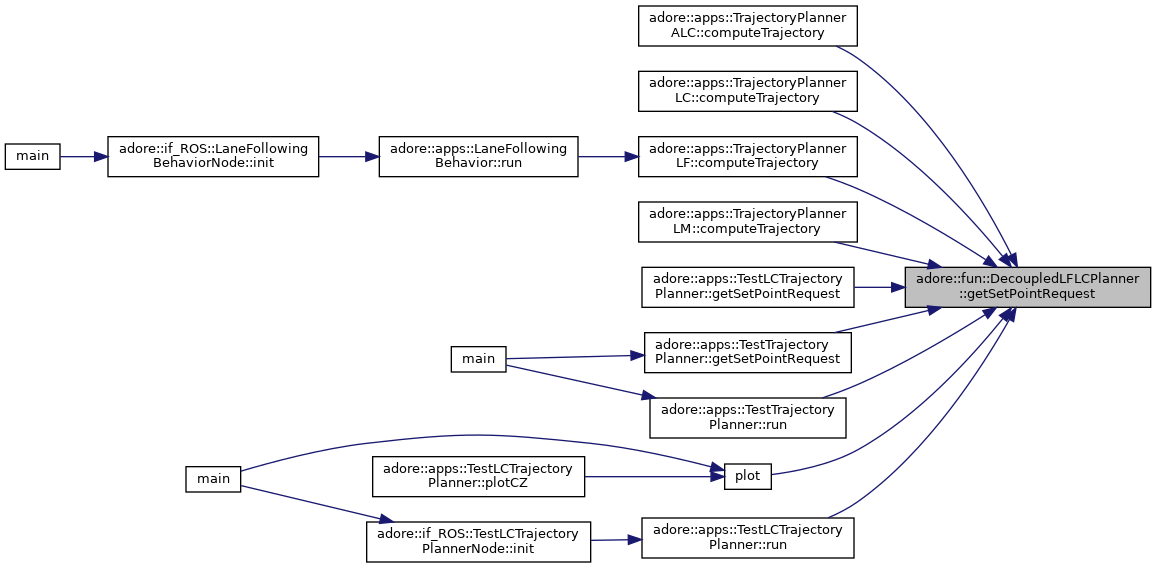 adore::apps::TrajectoryPlanner
ALC::computeTrajectory
adore::apps::TrajectoryPlanner
LC::computeTrajectory
main
adore::if_ROS::LaneFollowing
BehaviorNode::init
adore::apps::LaneFollowing
Behavior::run
adore::apps::TrajectoryPlanner
LF::computeTrajectory
adore::apps::TrajectoryPlanner
LM::computeTrajectory
adore::apps::TestLCTrajectory
Planner::getSetPointRequest
adore::fun::DecoupledLFLCPlanner
::getSetPointRequest
main
adore::apps::TestTrajectory
Planner::getSetPointRequest
adore::apps::TestTrajectory
Planner::run
main
adore::apps::TestLCTrajectory
Planner::plotCZ
plot
adore::if_ROS::TestLCTrajectory
PlannerNode::init
adore::apps::TestLCTrajectory
Planner::run